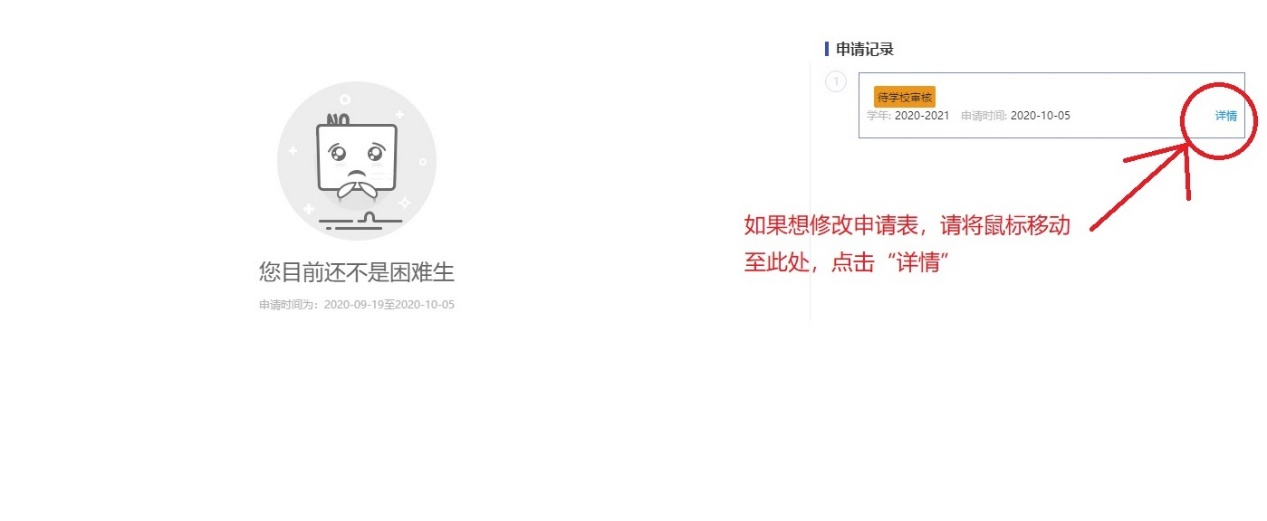 NO
您目前还不是困难生
申请时间为：2020-09-19至2020-10-05
申请记录
1
待学校审核
学年: 2020-2021 申请时间: 2020-10-05
详情
如果想修改申请表，请将鼠标移动
至此处，点击“详情”